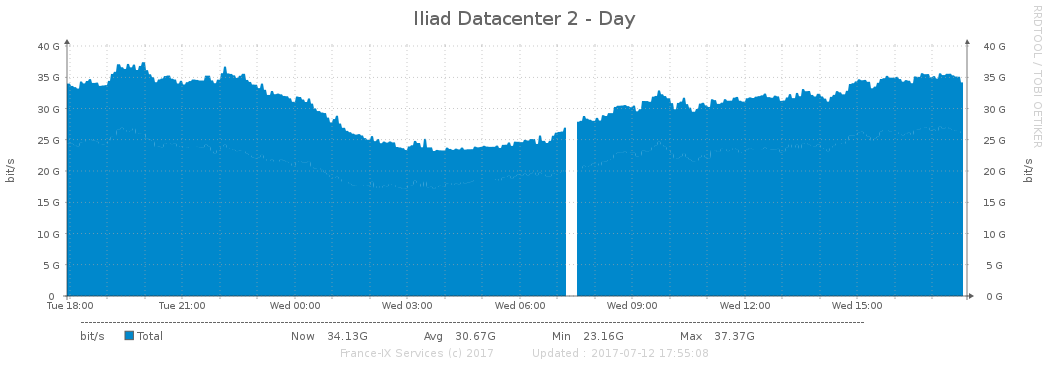 Iliad Datacenter 2 - Day
RRDTOOL / TOBI OETIKER
40 G 40 G
35 G 35 G
30 G 30 G
25 G 25 G
20 G 20 G
15 G 15 G
10 G 10 G
5 G 5 G
0 0 G
bit/s bit/s
Tue 18:00 Tue 21:00 Wed 00:00 Wed 03:00 Wed 06:00 Wed 09:00 Wed 12:00 Wed 15:00
bit/s Total Now 34.13G Avg 30.67G Min 23.16G Max 37.37G
France-IX Services (c) 2017 Updated : 2017-07-12 17:55:08